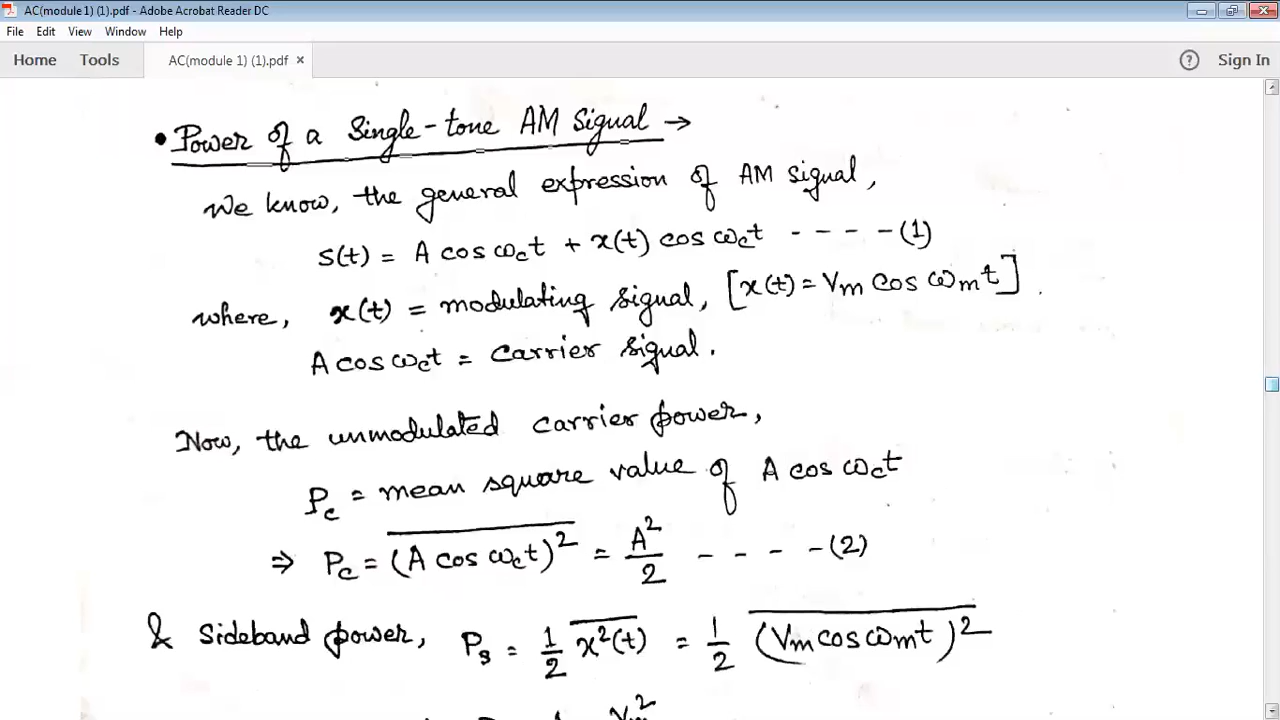 AC(module 1) (1).pdf - Adobe Acrobat Reader DC
File Edit View Window Help
Home Tools AC(module 1) (1).pdf × ? Sign In
• Power of a Single-tone AM Signal →
We know, the general expression of AM signal,
s(t) = A cos ωct + x(t) cos ωct - - - - -(1)
where, x(t) = modulating signal, [x(t) = Vm cos ωmt].
A cos ωct = carrier signal.
Now, the unmodulated carrier power,
Pc = mean square value of A cos ωct
⇒ Pc = \overline{(A cos ωct)²} = A²/2 - - - - -(2)
& Sideband power, Ps = 1/2 \overline{x²(t)} = 1/2 \overline{(Vm cos ωmt)²}
Vm²